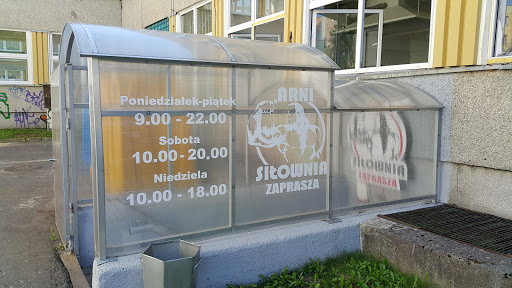 Poniedziałek-piątek
9.00 - 22.00
Sobota
10.00 - 20.00
Niedziela
10.00 - 18.00
ARNI
SIŁOWNIA
ZAPRASZA
SIŁOWNIA
ZAPRASZA